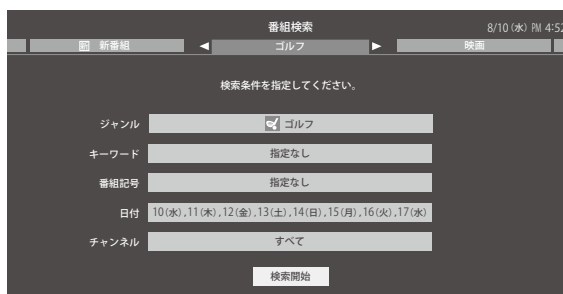 番組検索 8/10(水) PM 4:52
新 新番組 ◀ ゴルフ ▶ 映画
検索条件を指定してください。
ジャンル ゴルフ
キーワード 指定なし
番組記号 指定なし
日付 10(水),11(木),12(金),13(土),14(日),15(月),16(火),17(水)
チャンネル すべて
検索開始